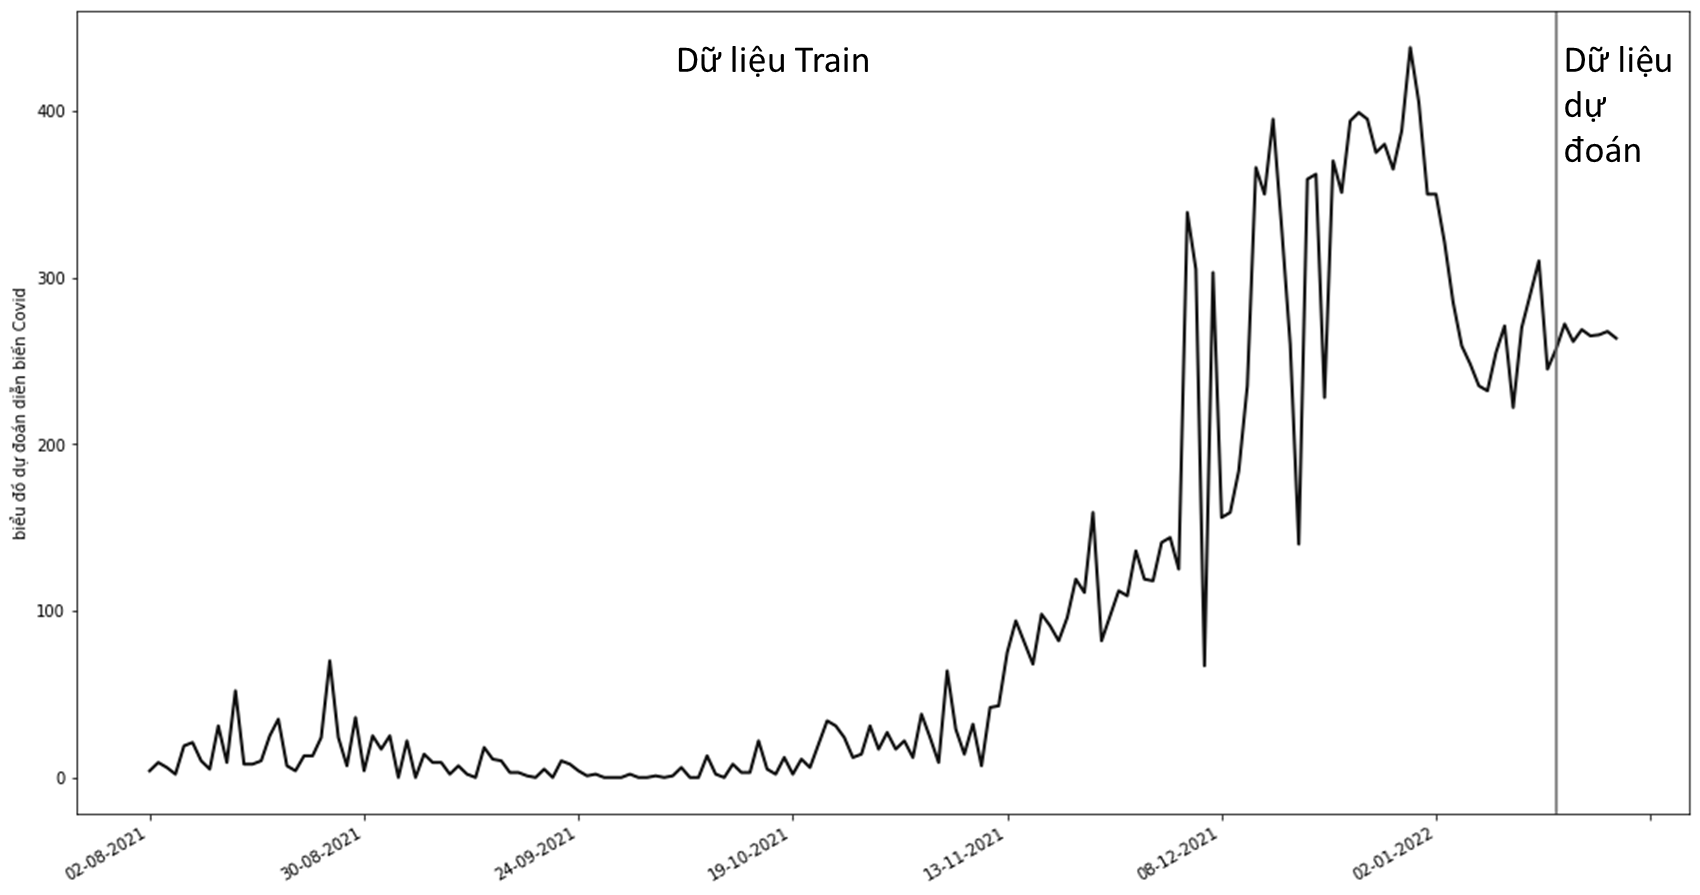 Dữ liệu Train
Dữ liệu
dự
đoán
400
300
200
100
0
biểu đồ dự đoán diễn biến Covid
02-08-2021
30-08-2021
24-09-2021
19-10-2021
13-11-2021
08-12-2021
02-01-2022